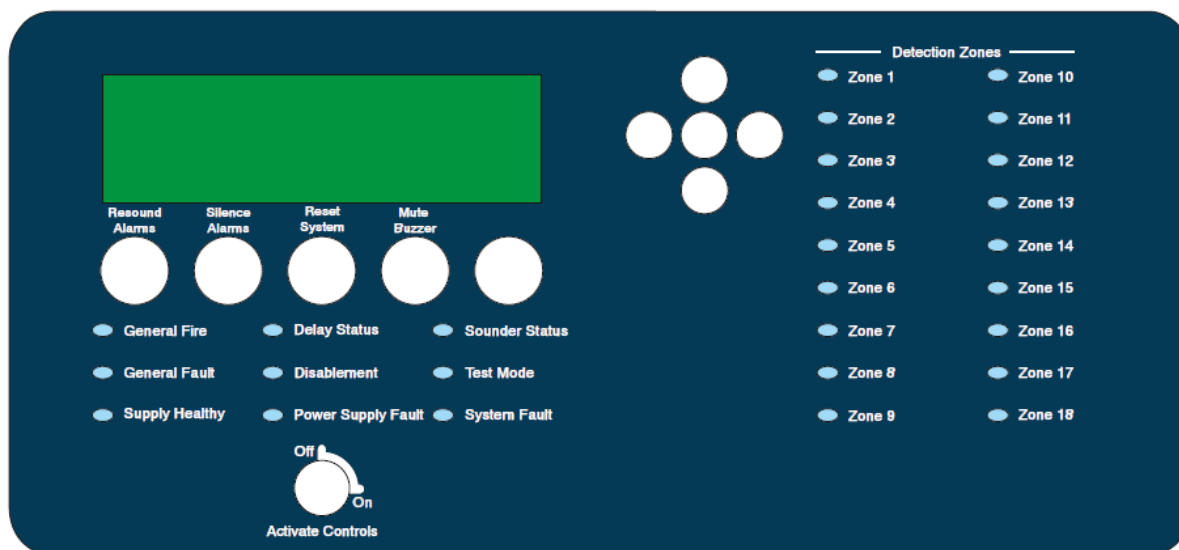 Detection Zones
Zone 1
Zone 10
Zone 2
Zone 11
Zone 3
Zone 12
Zone 4
Zone 13
Zone 5
Zone 14
Zone 6
Zone 15
Zone 7
Zone 16
Zone 8
Zone 17
Zone 9
Zone 18
Resound
Alarms
Silence
Alarms
Reset
System
Mute
Buzzer
General Fire
Delay Status
Sounder Status
General Fault
Disablement
Test Mode
Supply Healthy
Power Supply Fault
System Fault
Off
On
Activate Controls